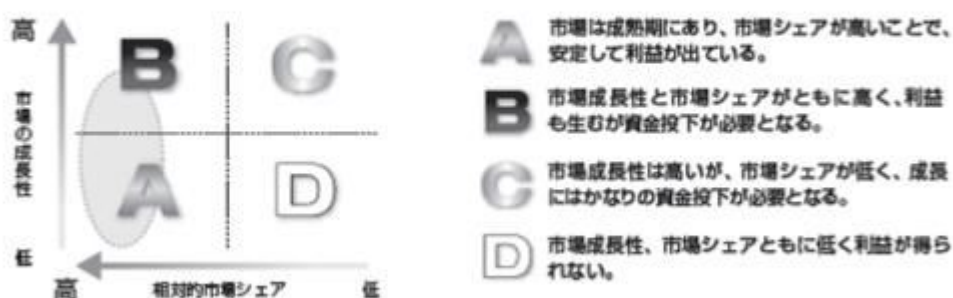 高
市場の成長性
低
高
相対的市場シェア
低
B
C
A
D
A
市場は成熟期にあり、市場シェアが高いことで、
安定して利益が出ている。
B
市場成長性と市場シェアがともに高く、利益
も生むが資金投下が必要となる。
C
市場成長性は高いが、市場シェアが低く、成長
にはかなりの資金投下が必要となる。
D
市場成長性、市場シェアともに低く利益が得ら
れない。